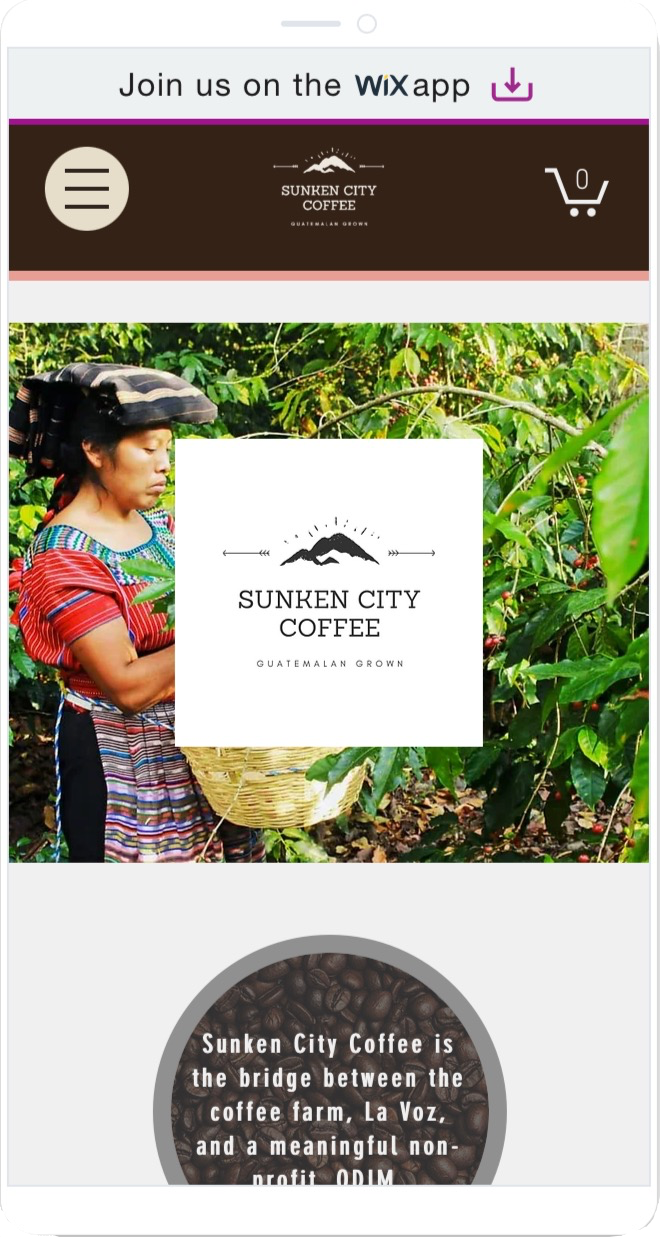 Join us on the WiX app
0
SUNKEN CITY
COFFEE
GUATEMALAN GROWN
SUNKEN CITY
COFFEE
GUATEMALAN GROWN
Sunken City Coffee is
the bridge between the
coffee farm, La Voz,
and a meaningful non-
profit, ODIM